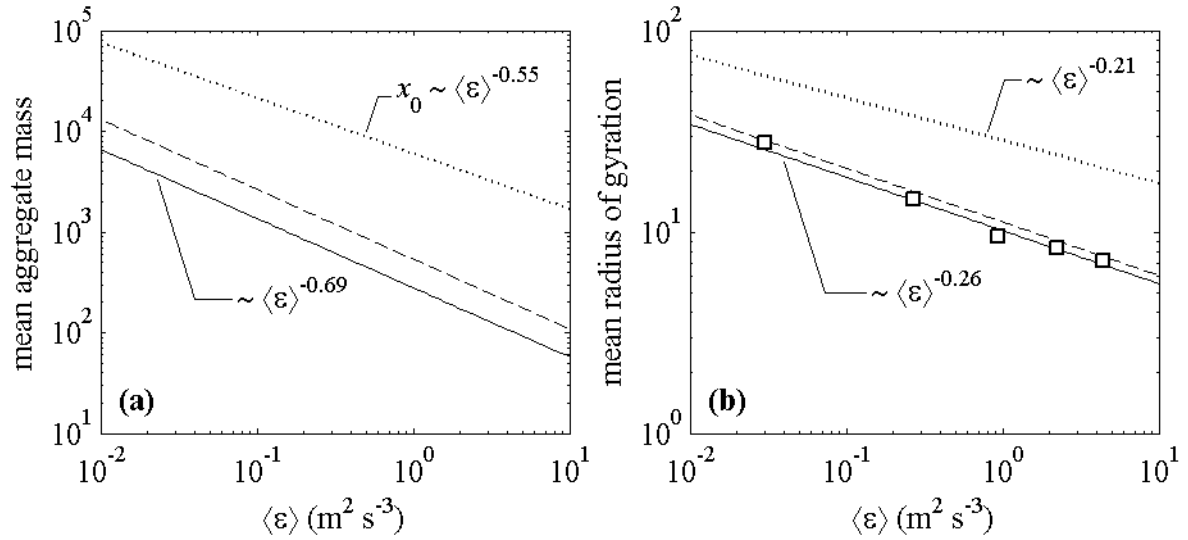 mean aggregate mass
10^5
10^4
10^3
10^2
10^1
x_0 ~ ⟨ε⟩^-0.55
~ ⟨ε⟩^-0.69
(a)
10^-2 10^-1 10^0 10^1
⟨ε⟩ (m^2 s^-3)
mean radius of gyration
10^2
10^1
10^0
~ ⟨ε⟩^-0.21
~ ⟨ε⟩^-0.26
(b)
10^-2 10^-1 10^0 10^1
⟨ε⟩ (m^2 s^-3)